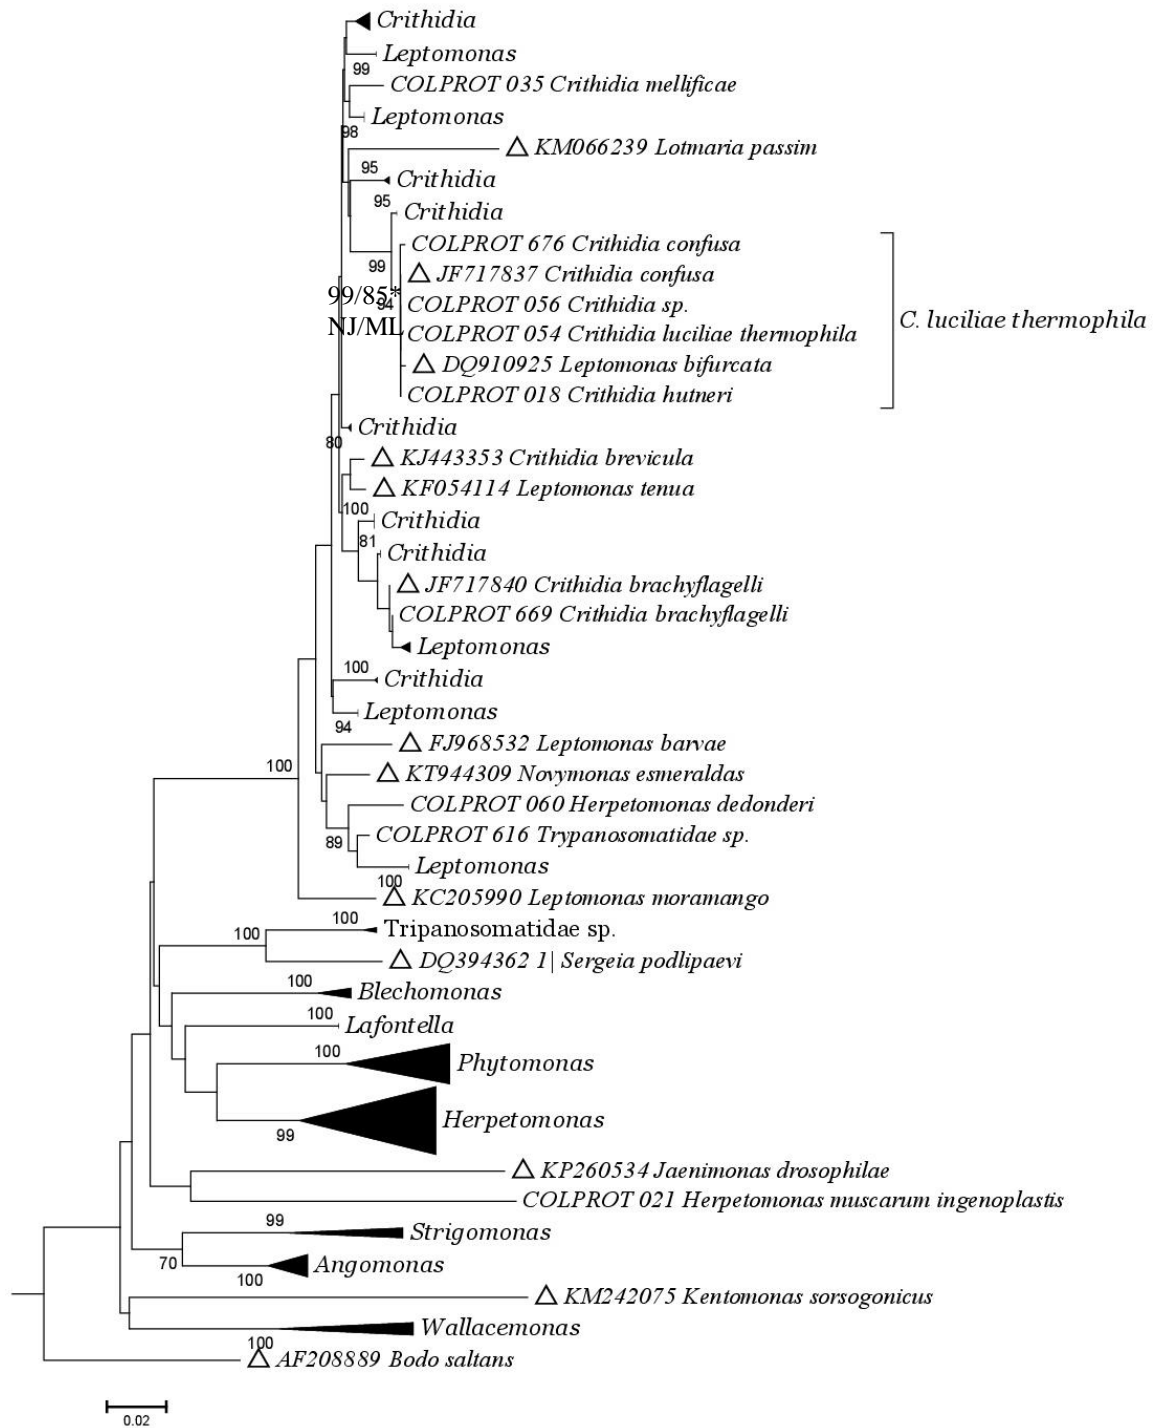 Crithidia
Leptomonas
99
COLPROT 035 Crithidia mellificae
Leptomonas
98
KM066239 Lotmaria passim
95
Crithidia
95
Crithidia
COLPROT 676 Crithidia confusa
99
JF717837 Crithidia confusa
99/85*
94
COLPROT 056 Crithidia sp.
NJ/ML
COLPROT 054 Crithidia luciliae thermophila
C. luciliae thermophila
DQ910925 Leptomonas bifurcata
COLPROT 018 Crithidia hutneri
Crithidia
80
KJ443353 Crithidia brevicula
KF054114 Leptomonas tenua
100
Crithidia
81
Crithidia
JF717840 Crithidia brachyflagelli
COLPROT 669 Crithidia brachyflagelli
Leptomonas
100
Crithidia
Leptomonas
94
FJ968532 Leptomonas barvae
100
KT944309 Novymonas esmeraldas
COLPROT 060 Herpetomonas dedonderi
COLPROT 616 Trypanosomatidae sp.
89
Leptomonas
100
KC205990 Leptomonas moramango
100
Tripanosomatidae sp.
100
DQ394362 1| Sergeia podlipaevi
100
Blechomonas
100
Lafontella
100
Phytomonas
Herpetomonas
99
KP260534 Jaenimonas drosophilae
COLPROT 021 Herpetomonas muscarum ingenoplastis
99
Strigomonas
70
Angomonas
100
KM242075 Kentomonas sorsogonicus
Wallacemonas
100
AF208889 Bodo saltans
0.02